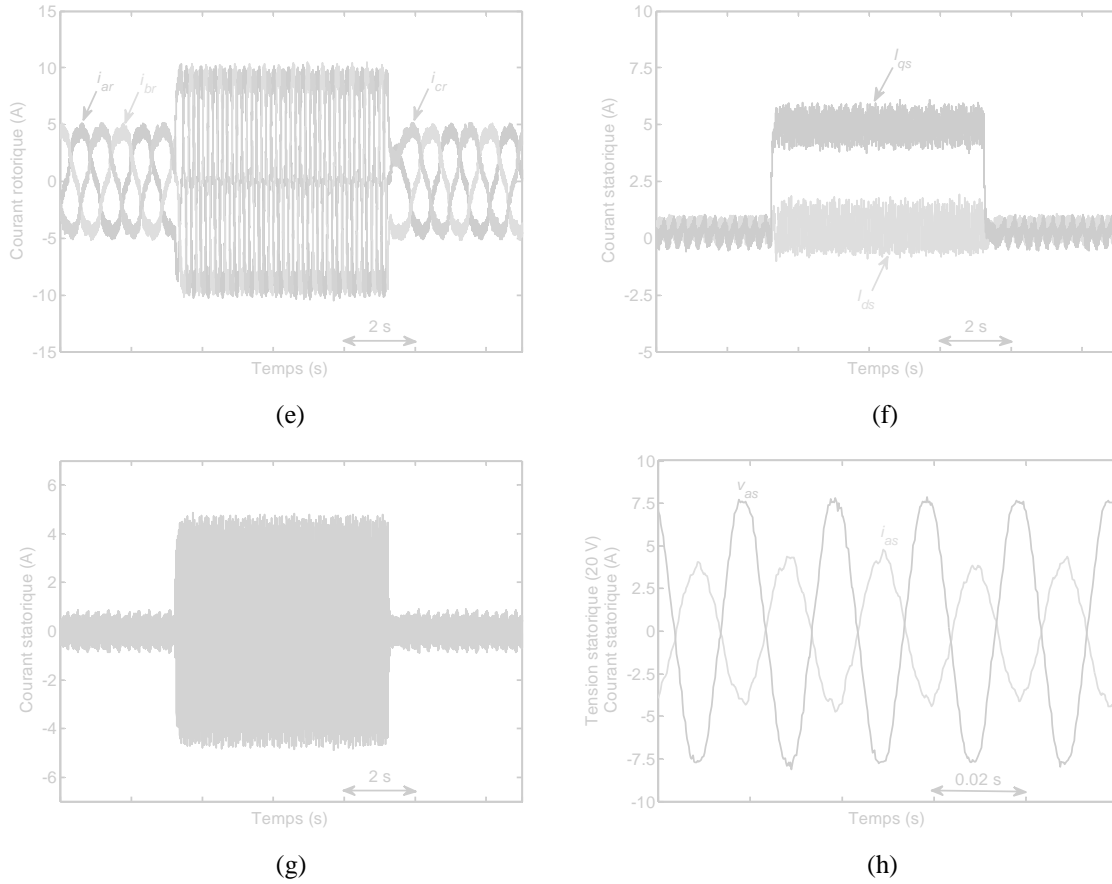 15
10
5
0
-5
-10
-15
Courant rotorique (A)
i_ar
i_br
i_cr
2 s
Temps (s)
(e)
10
7.5
5
2.5
0
-2.5
-5
Courant statorique (A)
I_qs
I_ds
2 s
Temps (s)
(f)
6
4
2
0
-2
-4
-6
Courant statorique (A)
2 s
Temps (s)
(g)
10
7.5
5
2.5
0
-2.5
-5
-7.5
-10
Tension statorique (20 V)
Courant statorique (A)
v_as
i_as
0.02 s
Temps (s)
(h)